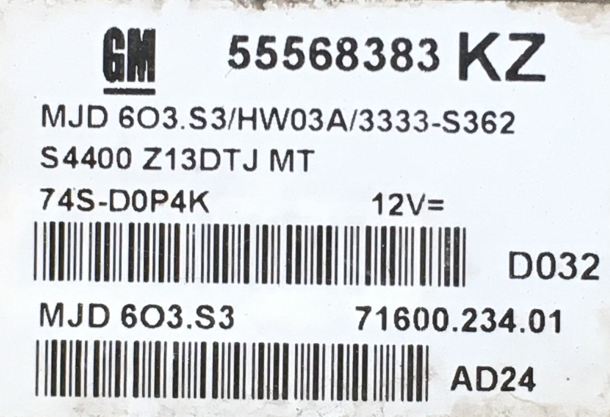 GM 55568383 KZ
MJD 6O3.S3/HW03A/3333-S362
S4400 Z13DTJ MT
74S-D0P4K 12V=
D032
MJD 6O3.S3 71600.234.01
AD24